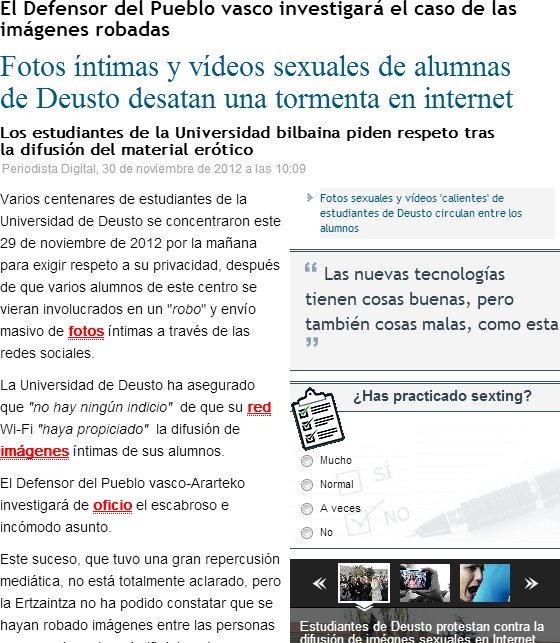 El Defensor del Pueblo vasco investigará el caso de las
imágenes robadas
Fotos íntimas y vídeos sexuales de alumnas
de Deusto desatan una tormenta en internet
Los estudiantes de la Universidad bilbaina piden respeto tras
la difusión del material erótico
Periodista Digital, 30 de noviembre de 2012 a las 10:09
Varios centenares de estudiantes de la
Universidad de Deusto se concentraron este
29 de noviembre de 2012 por la mañana
para exigir respeto a su privacidad, después
de que varios alumnos de este centro se
vieran involucrados en un "robo" y envío
masivo de fotos íntimas a través de las
redes sociales.
La Universidad de Deusto ha asegurado
que "no hay ningún indicio" de que su red
Wi-Fi "haya propiciado" la difusión de
imágenes íntimas de sus alumnos.
El Defensor del Pueblo vasco-Ararteko
investigará de oficio el escabroso e
incómodo asunto.
Este suceso, que tuvo una gran repercusión
mediática, no está totalmente aclarado, pero
la Ertzaintza no ha podido constatar que se
hayan robado imágenes entre las personas
Fotos sexuales y vídeos 'calientes' de
estudiantes de Deusto circulan entre los
alumnos
“ Las nuevas tecnologías
tienen cosas buenas, pero
también cosas malas, como esta
”
¿Has practicado sexting?
Mucho
Normal
A veces
No
SÍ
NO
Estudiantes de Deusto protestan contra la
difusión de imégnes sexuales en Internet